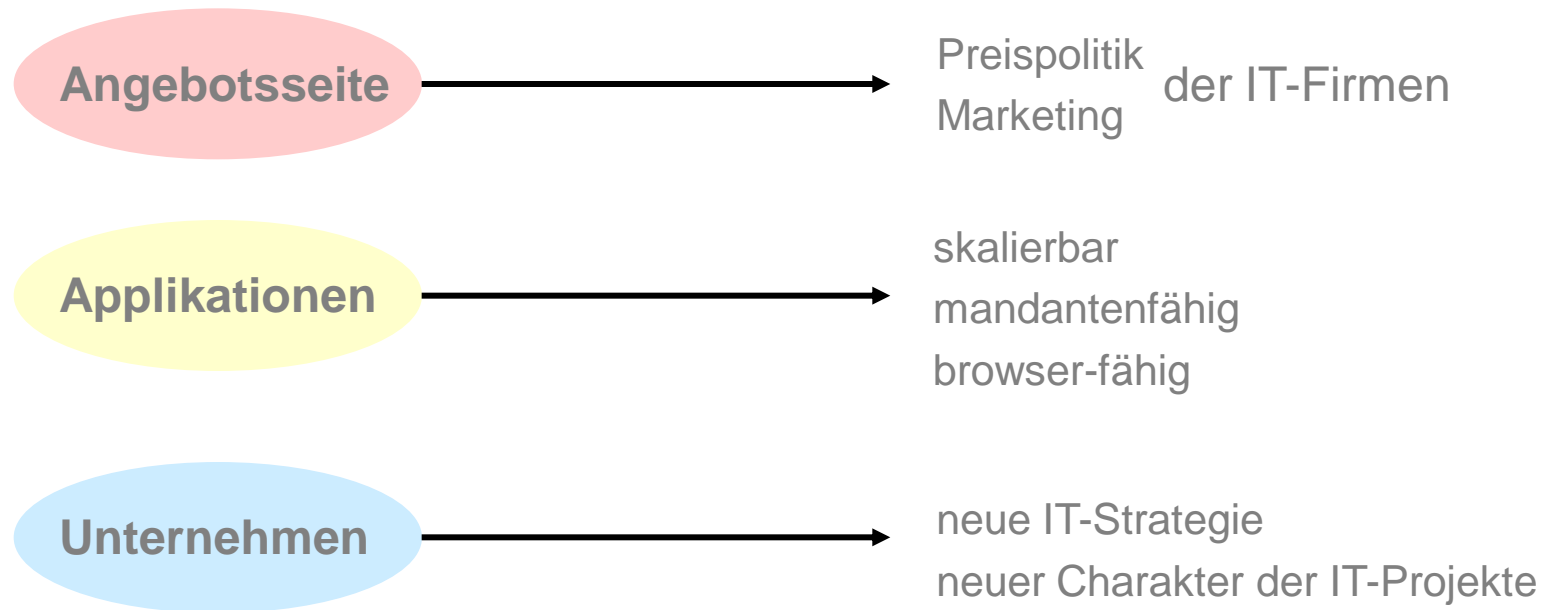 Angebotsseite
Preispolitik
Marketing
der IT-Firmen
Applikationen
skalierbar
mandantenfähig
browser-fähig
Unternehmen
neue IT-Strategie
neuer Charakter der IT-Projekte